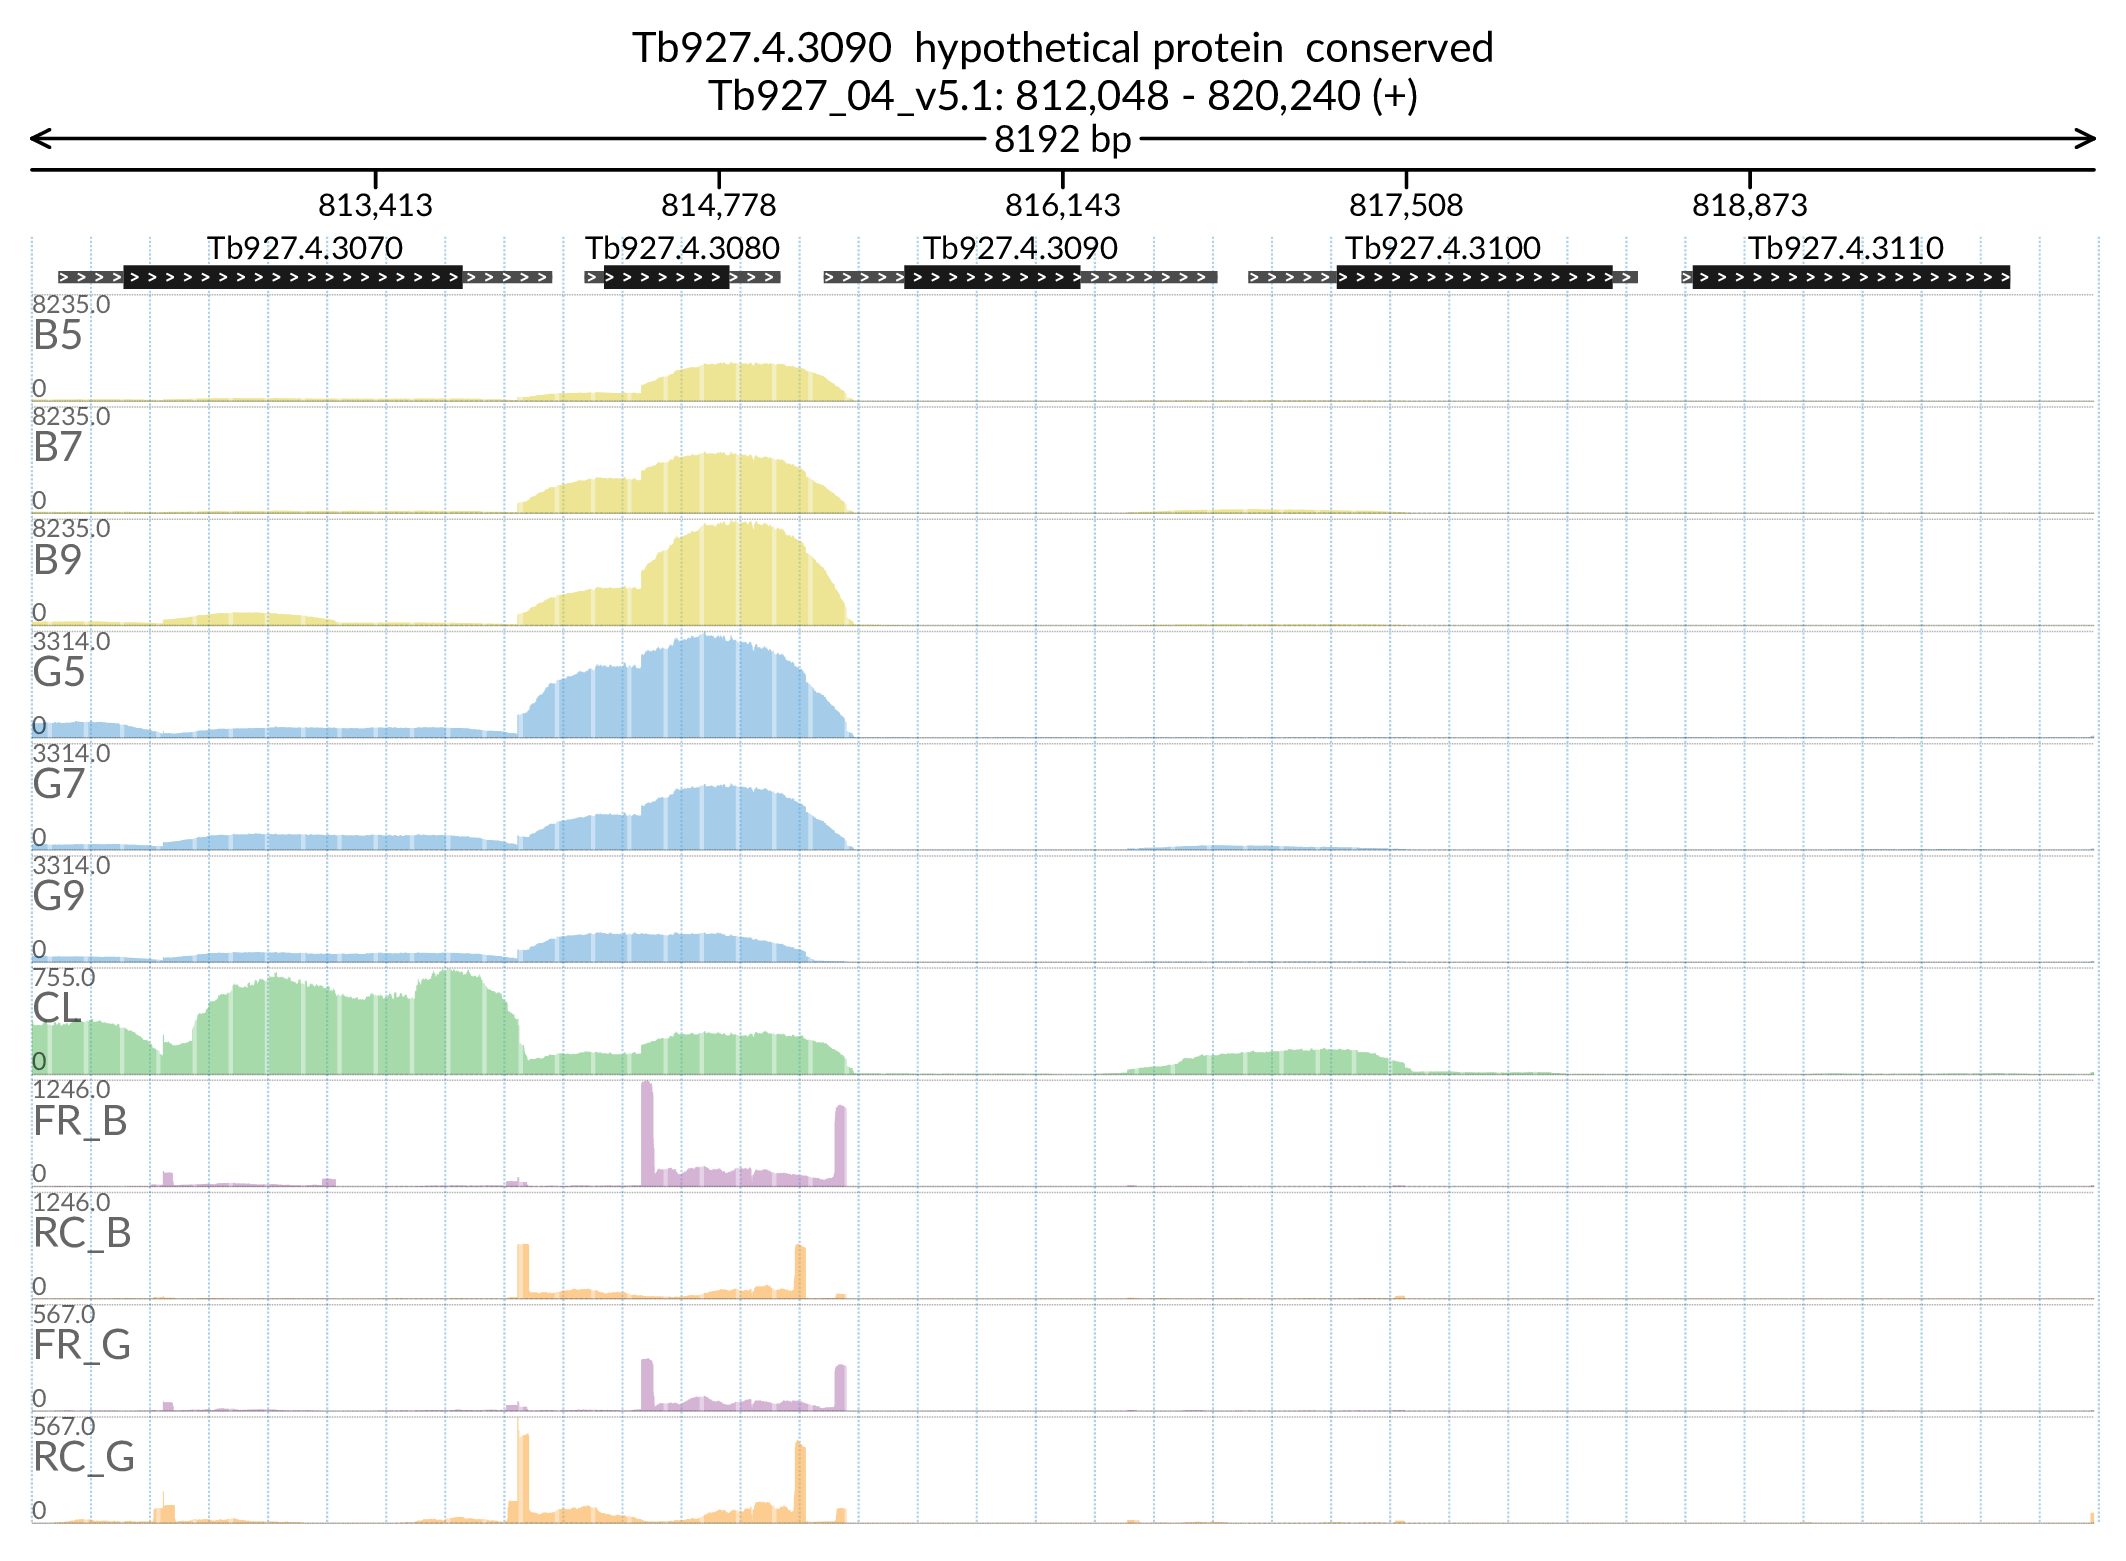 Tb927.4.3090 hypothetical protein conserved
Tb927_04_v5.1: 812,048 - 820,240 (+)
8192 bp
813,413 814,778 816,143 817,508 818,873
Tb927.4.3070 Tb927.4.3080 Tb927.4.3090 Tb927.4.3100 Tb927.4.3110
8235.0
B5
0
8235.0
B7
0
8235.0
B9
0
3314.0
G5
0
3314.0
G7
0
3314.0
G9
0
755.0
CL
0
1246.0
FR_B
0
1246.0
RC_B
0
567.0
FR_G
0
567.0
RC_G
0